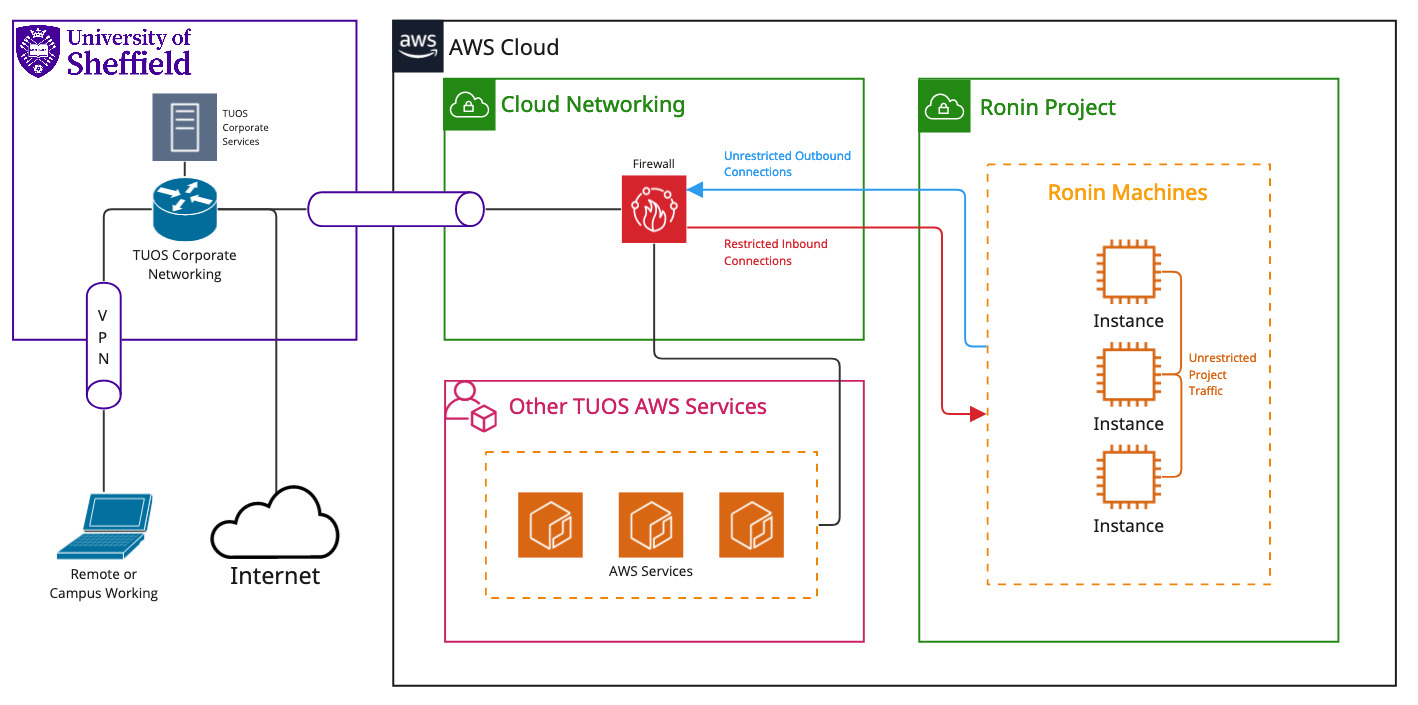 University of
Sheffield
TUOS
Corporate
Services
TUOS Corporate
Networking
V
P
N
Remote or
Campus Working
Internet
aws
AWS Cloud
Cloud Networking
Firewall
Unrestricted Outbound
Connections
Restricted Inbound
Connections
Other TUOS AWS Services
AWS Services
Ronin Project
Ronin Machines
Instance
Unrestricted
Project
Traffic
Instance
Instance